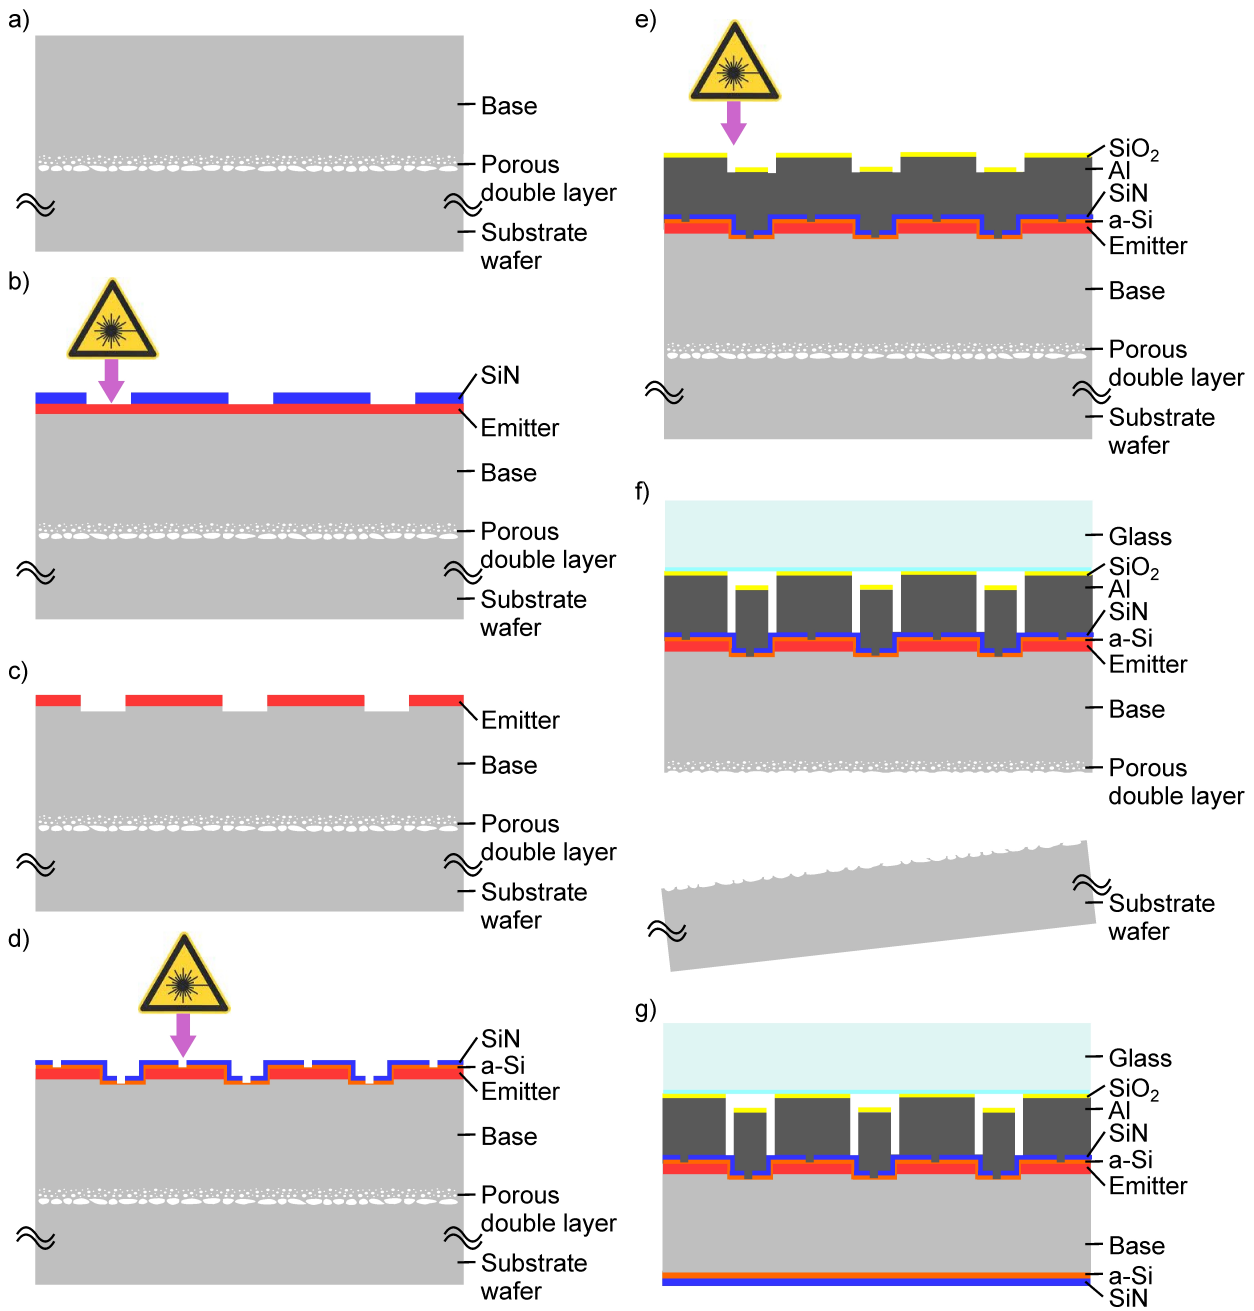 a)
Base
Porous
double layer
Substrate
wafer
b)
SiN
Emitter
Base
Porous
double layer
Substrate
wafer
c)
Emitter
Base
Porous
double layer
Substrate
wafer
d)
SiN
a-Si
Emitter
Base
Porous
double layer
Substrate
wafer
e)
SiO₂
Al
SiN
a-Si
Emitter
Base
Porous
double layer
Substrate
wafer
f)
Glass
SiO₂
Al
SiN
a-Si
Emitter
Base
Porous
double layer
Substrate
wafer
g)
Glass
SiO₂
Al
SiN
a-Si
Emitter
Base
a-Si
SiN